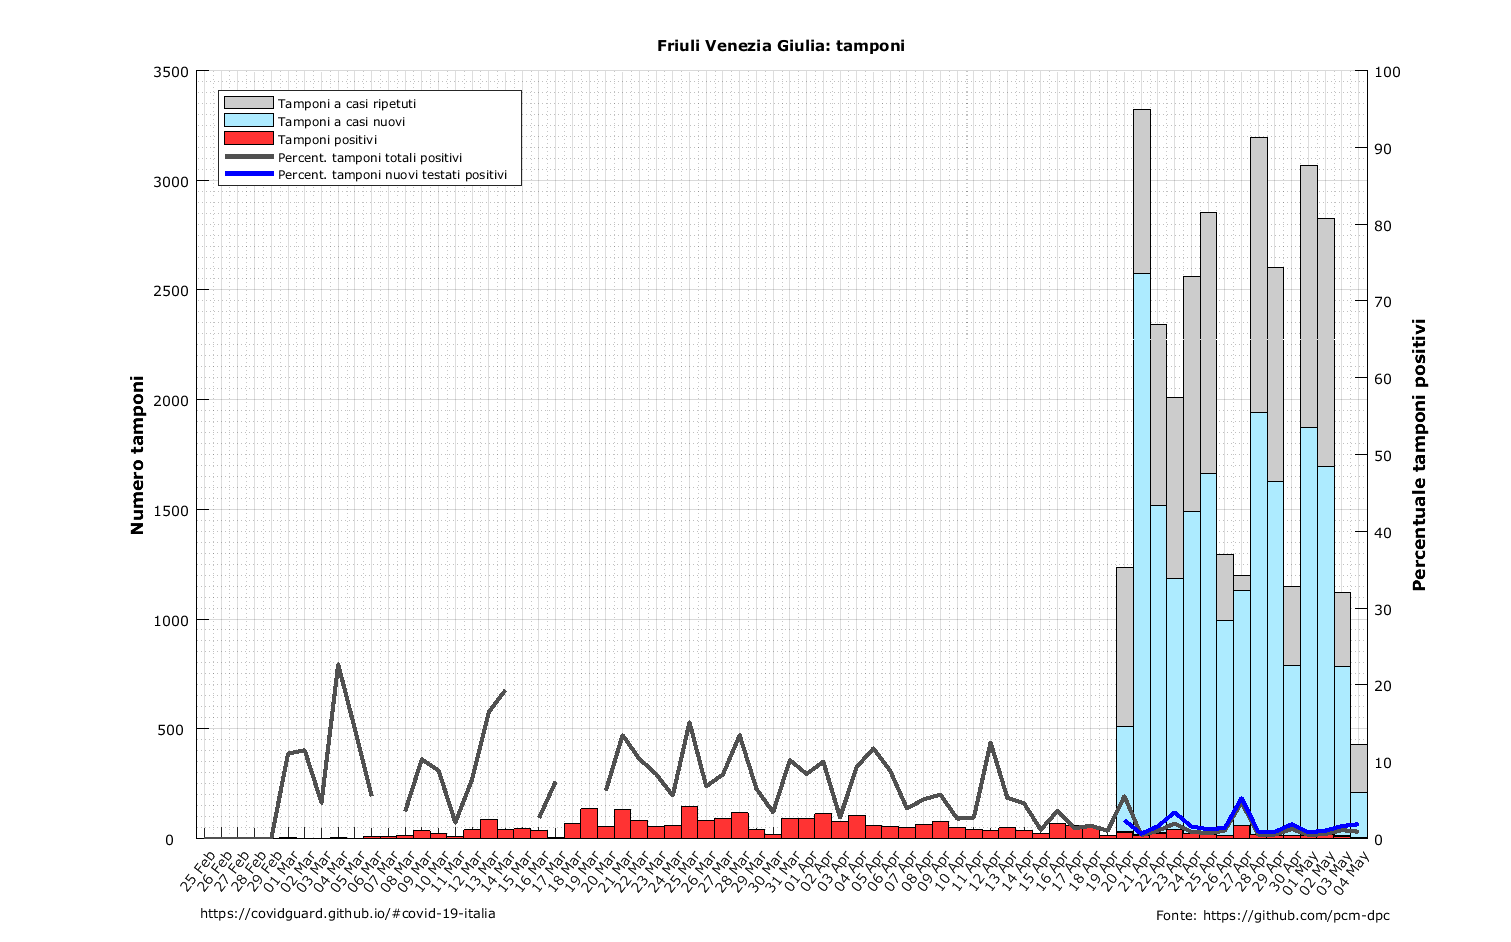 Friuli Venezia Giulia: tamponi
3500
3000
2500
2000
1500
1000
500
0
Numero tamponi
Tamponi a casi ripetuti
Tamponi a casi nuovi
Tamponi positivi
Percent. tamponi totali positivi
Percent. tamponi nuovi testati positivi
100
90
80
70
60
50
40
30
20
10
0
Percentuale tamponi positivi
25 Feb
26 Feb
27 Feb
28 Feb
29 Feb
01 Mar
02 Mar
03 Mar
04 Mar
05 Mar
06 Mar
07 Mar
08 Mar
09 Mar
10 Mar
11 Mar
12 Mar
13 Mar
14 Mar
15 Mar
16 Mar
17 Mar
18 Mar
19 Mar
20 Mar
21 Mar
22 Mar
23 Mar
24 Mar
25 Mar
26 Mar
27 Mar
28 Mar
29 Mar
30 Mar
31 Mar
01 Apr
02 Apr
03 Apr
04 Apr
05 Apr
06 Apr
07 Apr
08 Apr
09 Apr
10 Apr
11 Apr
12 Apr
13 Apr
14 Apr
15 Apr
16 Apr
17 Apr
18 Apr
19 Apr
20 Apr
21 Apr
22 Apr
23 Apr
24 Apr
25 Apr
26 Apr
27 Apr
28 Apr
29 Apr
30 Apr
01 May
02 May
03 May
04 May
https://covidguard.github.io/#covid-19-italia
Fonte: https://github.com/pcm-dpc